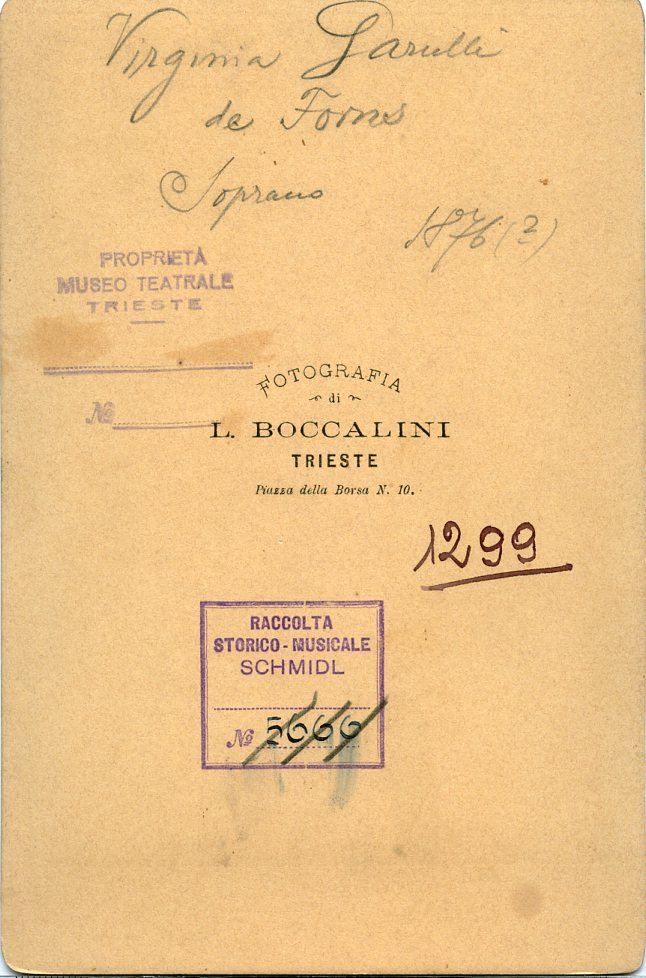 Virginia Garulli
de Forns
Soprano
1876 (?)
PROPRIETÀ
MUSEO TEATRALE
TRIESTE
№
FOTOGRAFIA
di
L. BOCCALINI
TRIESTE
Piazza della Borsa N. 10.
1299
RACCOLTA
STORICO-MUSICALE
SCHMIDL
№ 5666